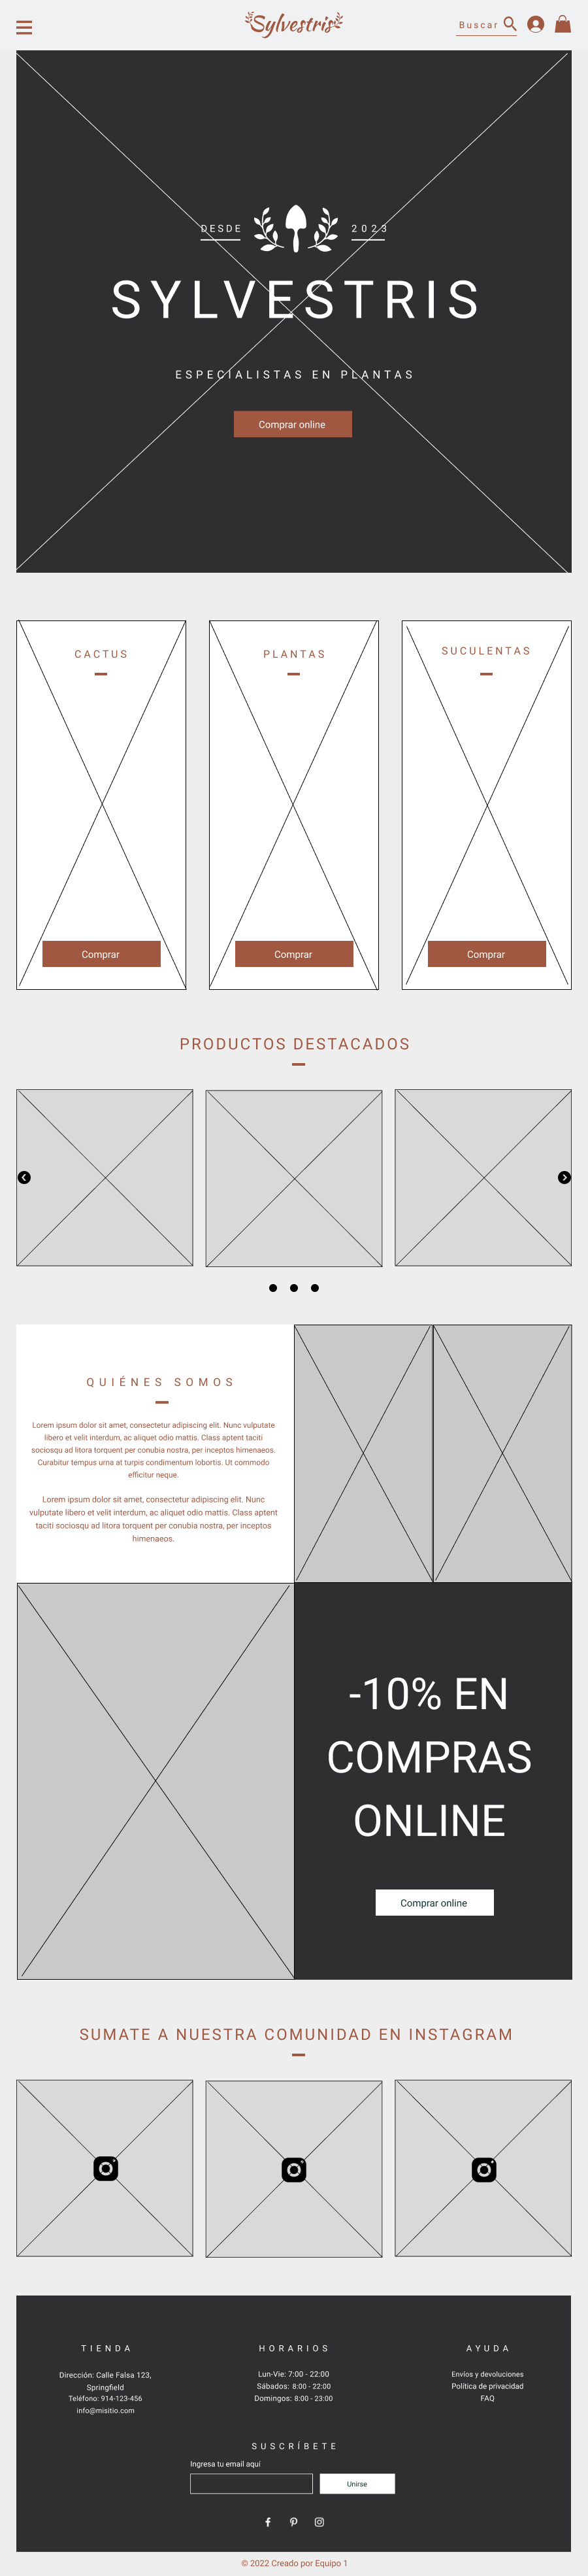 Sylvestris
Buscar
DESDE
2023
SYLVESTRIS
ESPECIALISTAS EN PLANTAS
Comprar online
CACTUS
PLANTAS
SUCULENTAS
Comprar
Comprar
Comprar
PRODUCTOS DESTACADOS
QUIÉNES SOMOS
Lorem ipsum dolor sit amet, consectetur adipiscing elit. Nunc vulputate
libero et velit interdum, ac aliquet odio mattis. Class aptent taciti
sociosqu ad litora torquent per conubia nostra, per inceptos himenaeos.
Curabitur tempus urna at turpis condimentum lobortis. Ut commodo
efficitur neque.
Lorem ipsum dolor sit amet, consectetur adipiscing elit. Nunc
vulputate libero et velit interdum, ac aliquet odio mattis. Class aptent
taciti sociosqu ad litora torquent per conubia nostra, per inceptos
himenaeos.
-10% EN
COMPRAS
ONLINE
Comprar online
SUMATE A NUESTRA COMUNIDAD EN INSTAGRAM
TIENDA
Dirección: Calle Falsa 123,
Springfield
Teléfono: 914-123-456
info@misitio.com
HORARIOS
Lun-Vie: 7:00 - 22:00
Sábados: 8:00 - 22:00
Domingos: 8:00 - 23:00
AYUDA
Envíos y devoluciones
Política de privacidad
FAQ
SUSCRÍBETE
Ingresa tu email aquí
Unirse
© 2022 Creado por Equipo 1